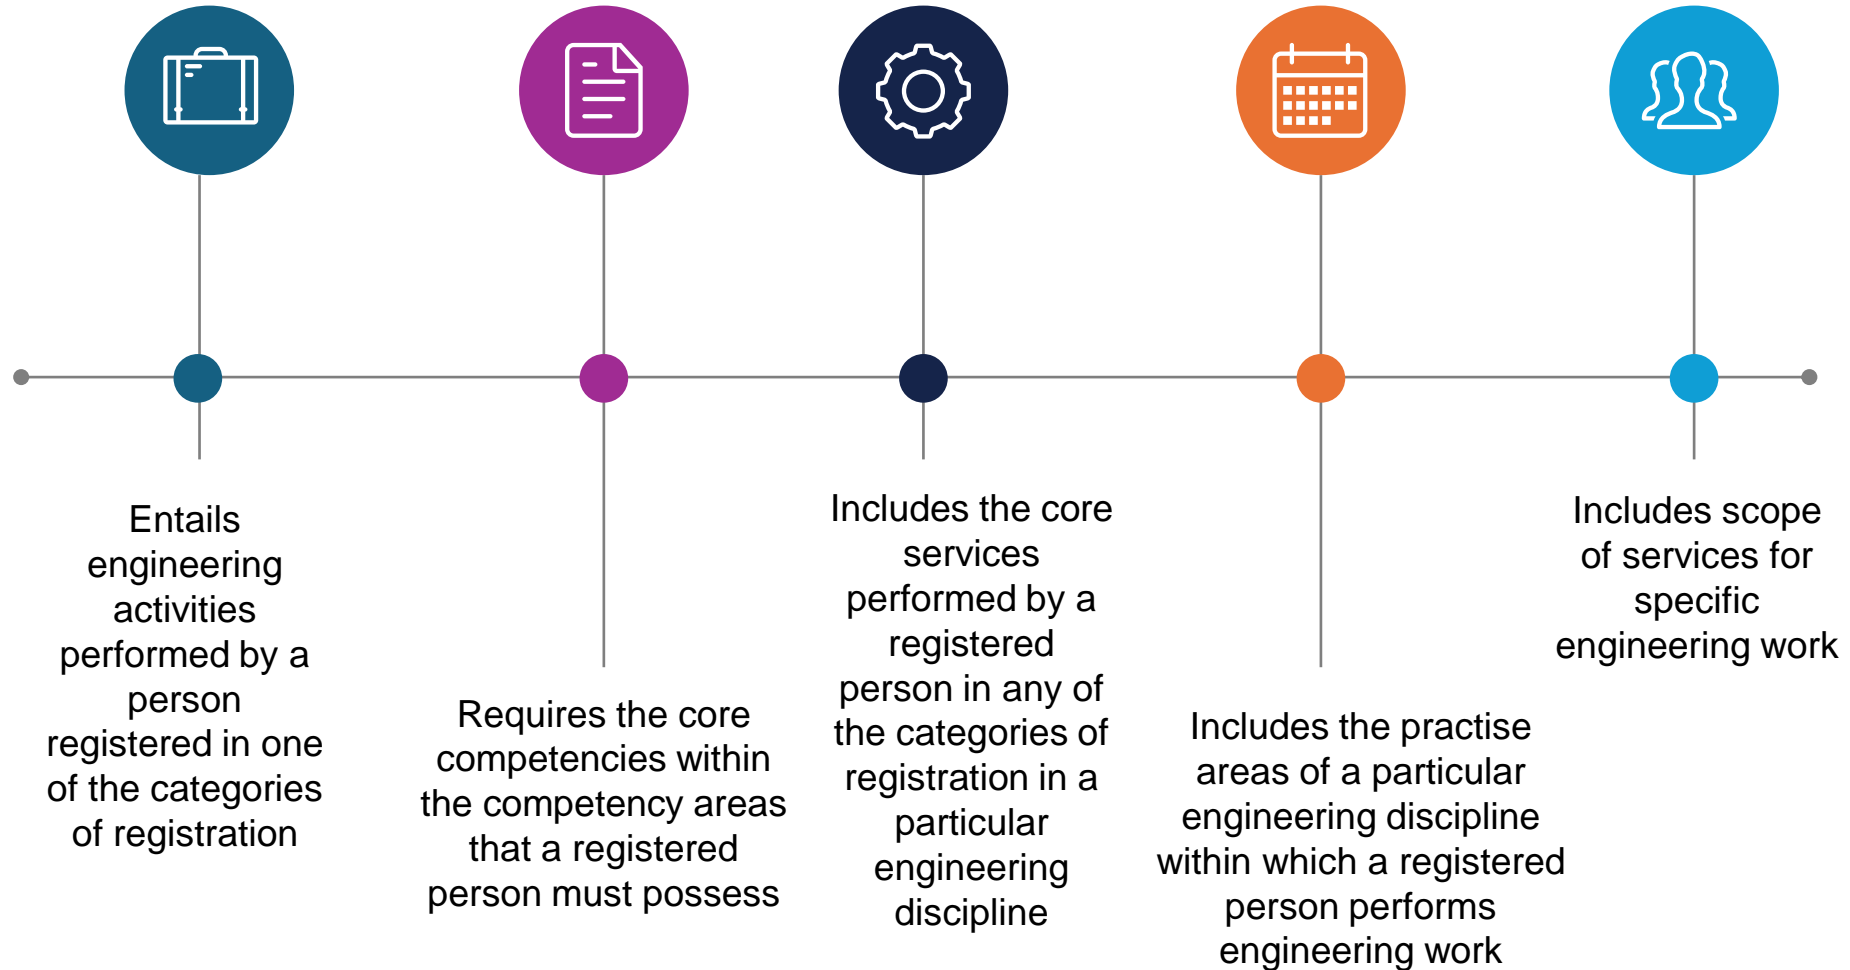 Entails
engineering
activities
performed by a
person
registered in one
of the categories
of registration
Requires the core
competencies within
the competency areas
that a registered
person must possess
Includes the core
services
performed by a
registered
person in any of
the categories of
registration in a
particular
engineering
discipline
Includes the practise
areas of a particular
engineering discipline
within which a registered
person performs
engineering work
Includes scope
of services for
specific
engineering work